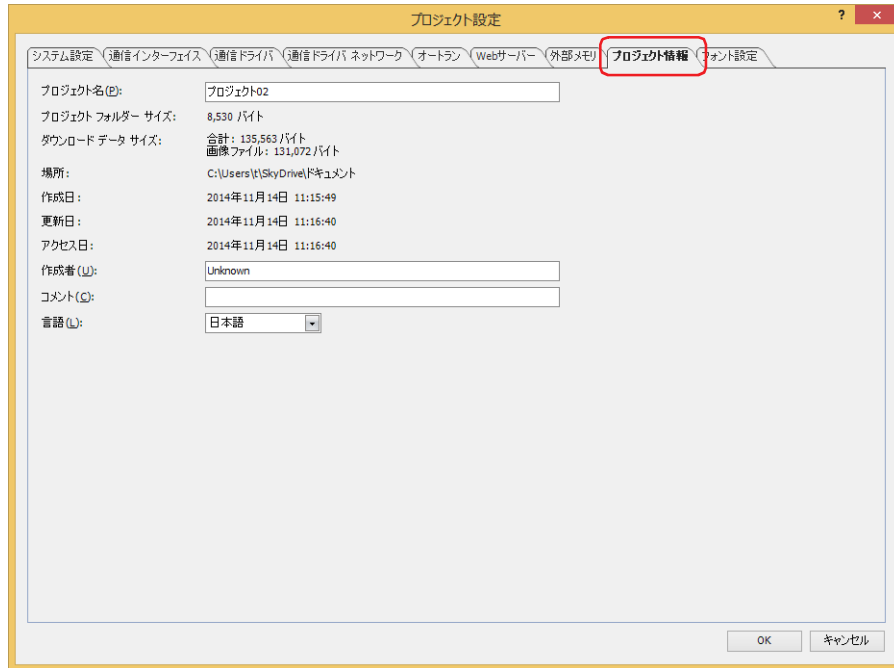 プロジェクト設定
? ×
システム設定 通信インターフェイス 通信ドライバ 通信ドライバ ネットワーク オートラン Webサーバー 外部メモリ プロジェクト情報 フォント設定
プロジェクト名(P): プロジェクト02
プロジェクト フォルダー サイズ: 8,530 バイト
ダウンロード データ サイズ: 合計: 135,563 バイト
画像ファイル: 131,072 バイト
場所: C:\Users\t\SkyDrive\ドキュメント
作成日: 2014年11月14日 11:15:49
更新日: 2014年11月14日 11:16:40
アクセス日: 2014年11月14日 11:16:40
作成者(U): Unknown
コメント(C):
言語(L): 日本語
OK キャンセル